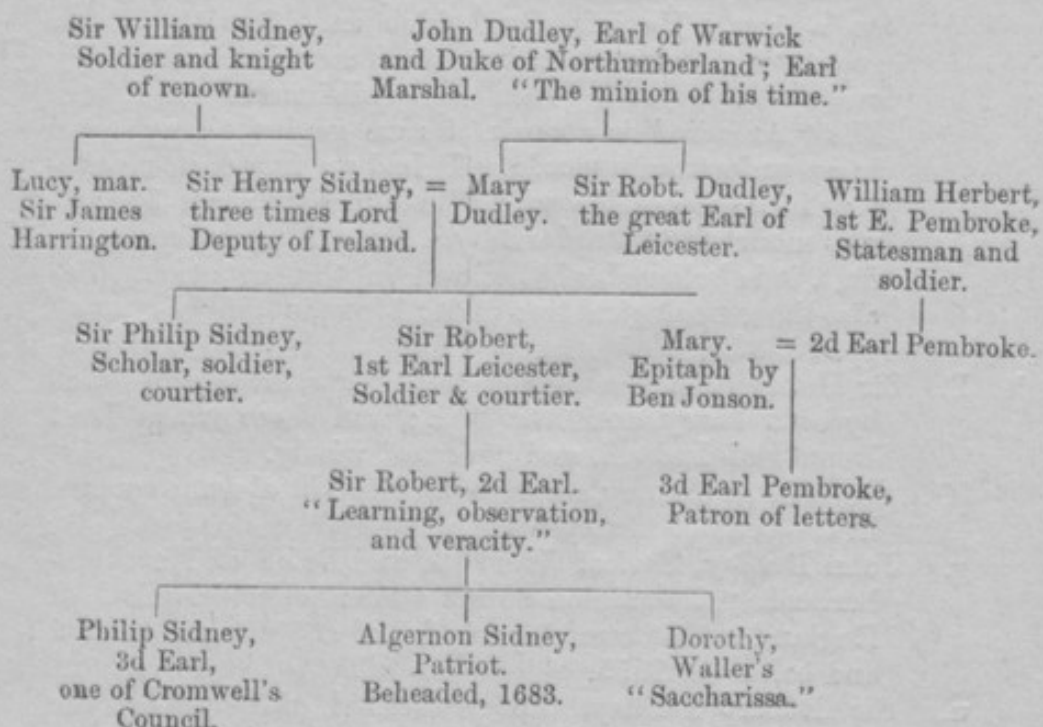 Sir William Sidney,
Soldier and knight
of renown.
John Dudley, Earl of Warwick
and Duke of Northumberland; Earl
Marshal. "The minion of his time."
Lucy, mar.
Sir James
Harrington.
Sir Henry Sidney,
three times Lord
Deputy of Ireland.
=
Mary
Dudley.
Sir Robt. Dudley,
the great Earl of
Leicester.
William Herbert,
1st E. Pembroke,
Statesman and
soldier.
Sir Philip Sidney,
Scholar, soldier,
courtier.
Sir Robert,
1st Earl Leicester,
Soldier & courtier.
Mary.
Epitaph by
Ben Jonson.
= 2d Earl Pembroke.
Sir Robert, 2d Earl.
"Learning, observation,
and veracity."
3d Earl Pembroke,
Patron of letters.
Philip Sidney,
3d Earl,
one of Cromwell's
Council.
Algernon Sidney,
Patriot.
Beheaded, 1683.
Dorothy,
Waller's
"Saccharissa."